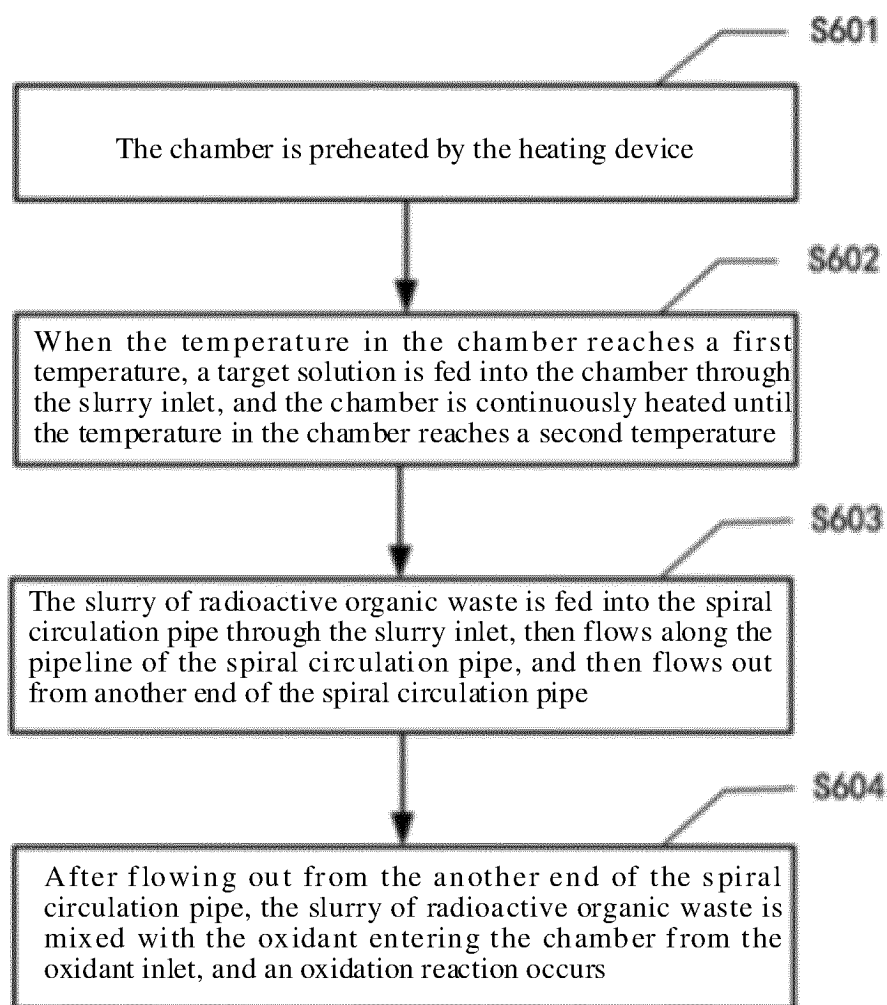 S601
The chamber is preheated by the heating device
S602
When the temperature in the chamber reaches a first
temperature, a target solution is fed into the chamber through
the slurry inlet, and the chamber is continuously heated until
the temperature in the chamber reaches a second temperature
S603
The slurry of radioactive organic waste is fed into the spiral
circulation pipe through the slurry inlet, then flows along the
pipeline of the spiral circulation pipe, and then flows out
from another end of the spiral circulation pipe
S604
After flowing out from the another end of the spiral
circulation pipe, the slurry of radioactive organic waste is
mixed with the oxidant entering the chamber from the
oxidant inlet, and an oxidation reaction occurs